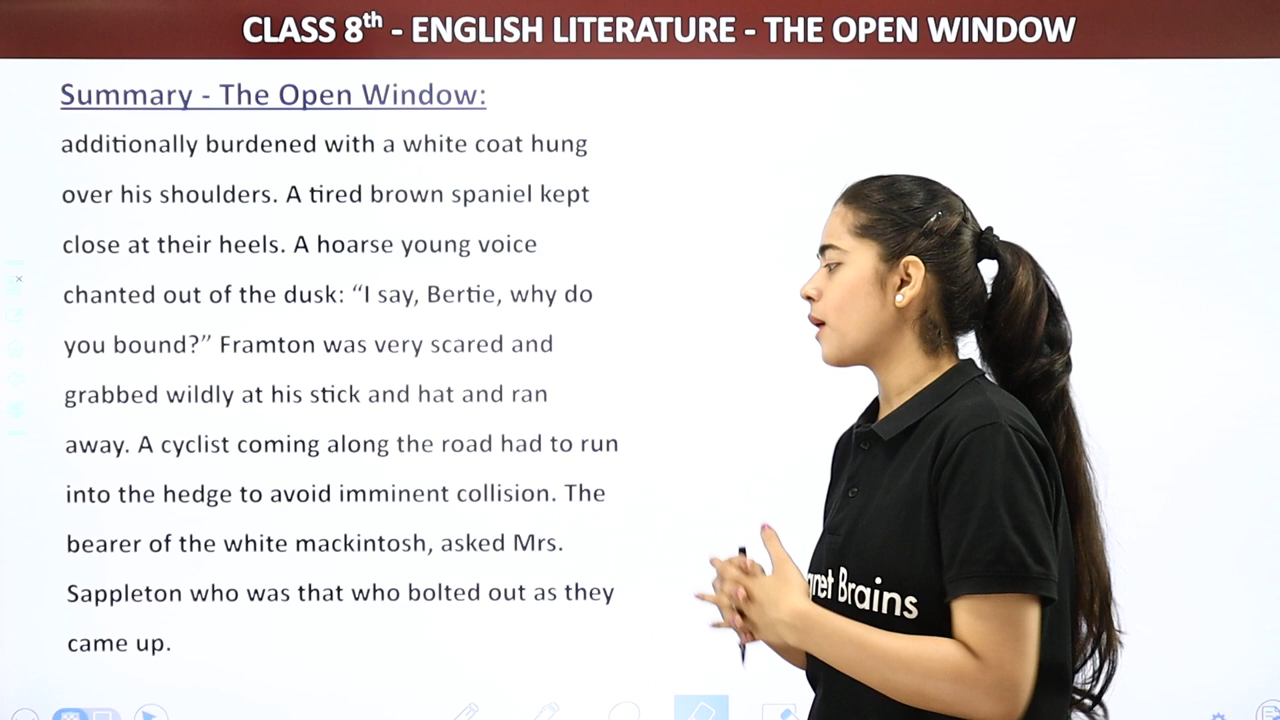 CLASS 8th - ENGLISH LITERATURE - THE OPEN WINDOW
Summary - The Open Window:
additionally burdened with a white coat hung
over his shoulders. A tired brown spaniel kept
close at their heels. A hoarse young voice
chanted out of the dusk: “I say, Bertie, why do
you bound?” Framton was very scared and
grabbed wildly at his stick and hat and ran
away. A cyclist coming along the road had to run
into the hedge to avoid imminent collision. The
bearer of the white mackintosh, asked Mrs.
Sappleton who was that who bolted out as they
came up.
gnet Brains